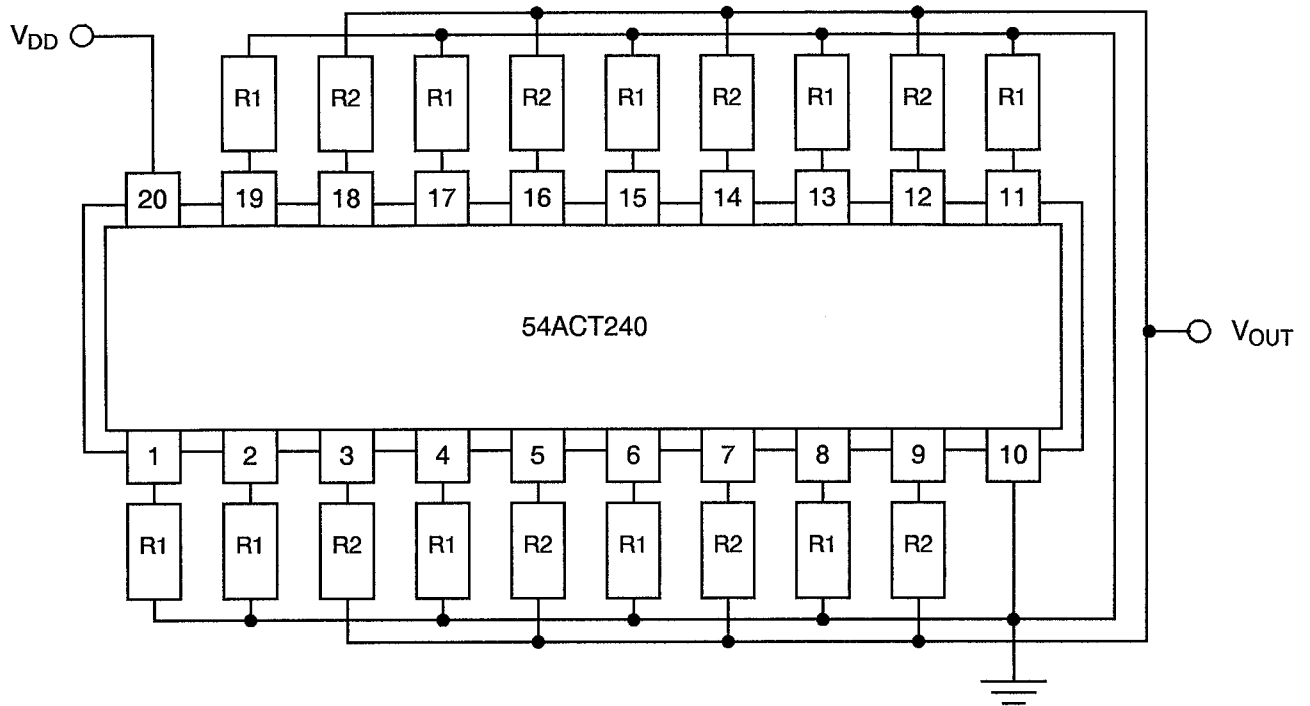 V_DD
R1 R2 R1 R2 R1 R2 R1 R2 R1
20 19 18 17 16 15 14 13 12 11
54ACT240
V_OUT
1 2 3 4 5 6 7 8 9 10
R1 R1 R2 R1 R2 R1 R2 R1 R2